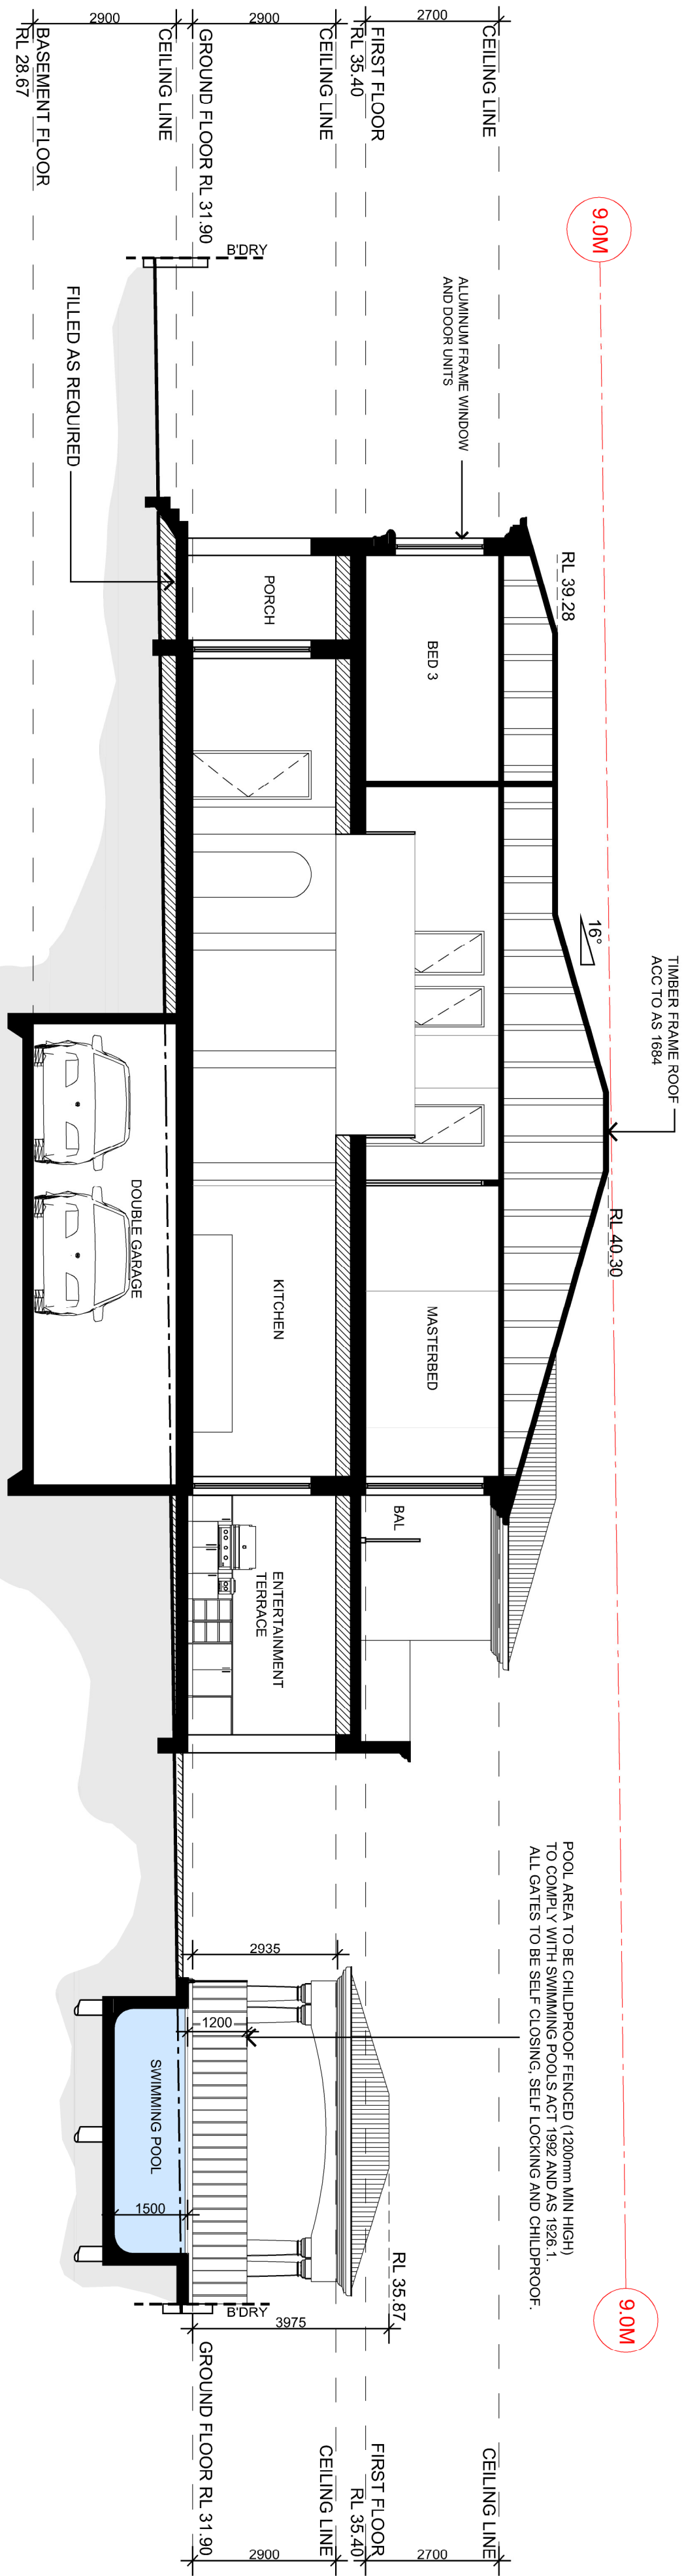 TIMBER FRAME ROOF
ACC TO AS 1684
9.0M
9.0M
RL 39.28
16°
RL 40.30
POOL AREA TO BE CHILDPROOF FENCED (1200mm MIN HIGH)
TO COMPLY WITH SWIMMING POOLS ACT 1992 AND AS 1926.1.
ALL GATES TO BE SELF CLOSING, SELF LOCKING AND CHILDPROOF.
CEILING LINE
CEILING LINE
2700
2700
ALUMINUM FRAME WINDOW
AND DOOR UNITS
BED 3
MASTERBED
BAL
RL 35.87
FIRST FLOOR
RL 35.40
FIRST FLOOR
RL 35.40
CEILING LINE
CEILING LINE
2900
2900
PORCH
KITCHEN
ENTERTAINMENT
TERRACE
2935
1200
3975
B'DRY
B'DRY
GROUND FLOOR RL 31.90
GROUND FLOOR RL 31.90
CEILING LINE
2900
FILLED AS REQUIRED
DOUBLE GARAGE
SWIMMING POOL
1500
BASEMENT FLOOR
RL 28.67